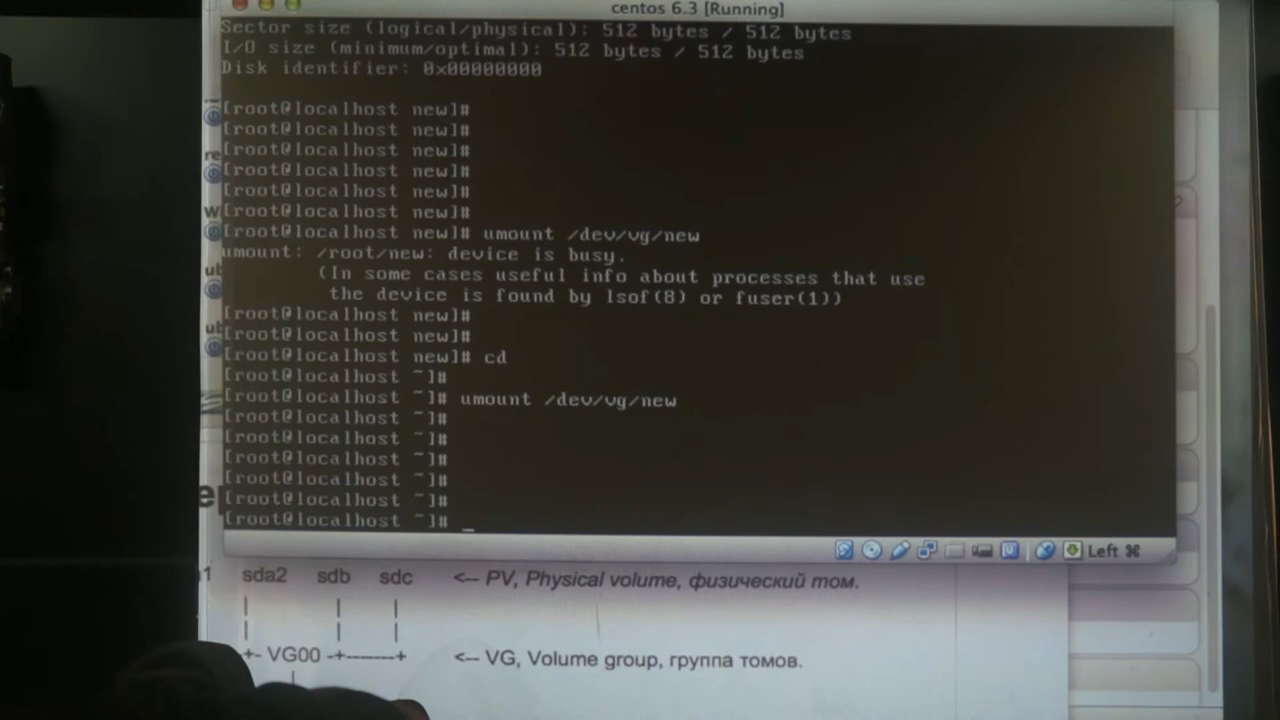 centos 6.3 [Running]
Sector size (logical/physical): 512 bytes / 512 bytes
I/O size (minimum/optimal): 512 bytes / 512 bytes
Disk identifier: 0x00000000
[root@localhost new]#
[root@localhost new]#
[root@localhost new]#
[root@localhost new]#
[root@localhost new]#
[root@localhost new]#
[root@localhost new]# umount /dev/vg/new
umount: /root/new: device is busy.
(In some cases useful info about processes that use
the device is found by lsof(8) or fuser(1))
[root@localhost new]#
[root@localhost new]#
[root@localhost new]# cd
[root@localhost ~]#
[root@localhost ~]# umount /dev/vg/new
[root@localhost ~]#
[root@localhost ~]#
[root@localhost ~]#
[root@localhost ~]#
[root@localhost ~]#
[root@localhost ~]# _
Left ⌘
sda2 sdb sdc <-- PV, Physical volume, физический том.
+- VG00 -+------+ <-- VG, Volume group, группа томов.